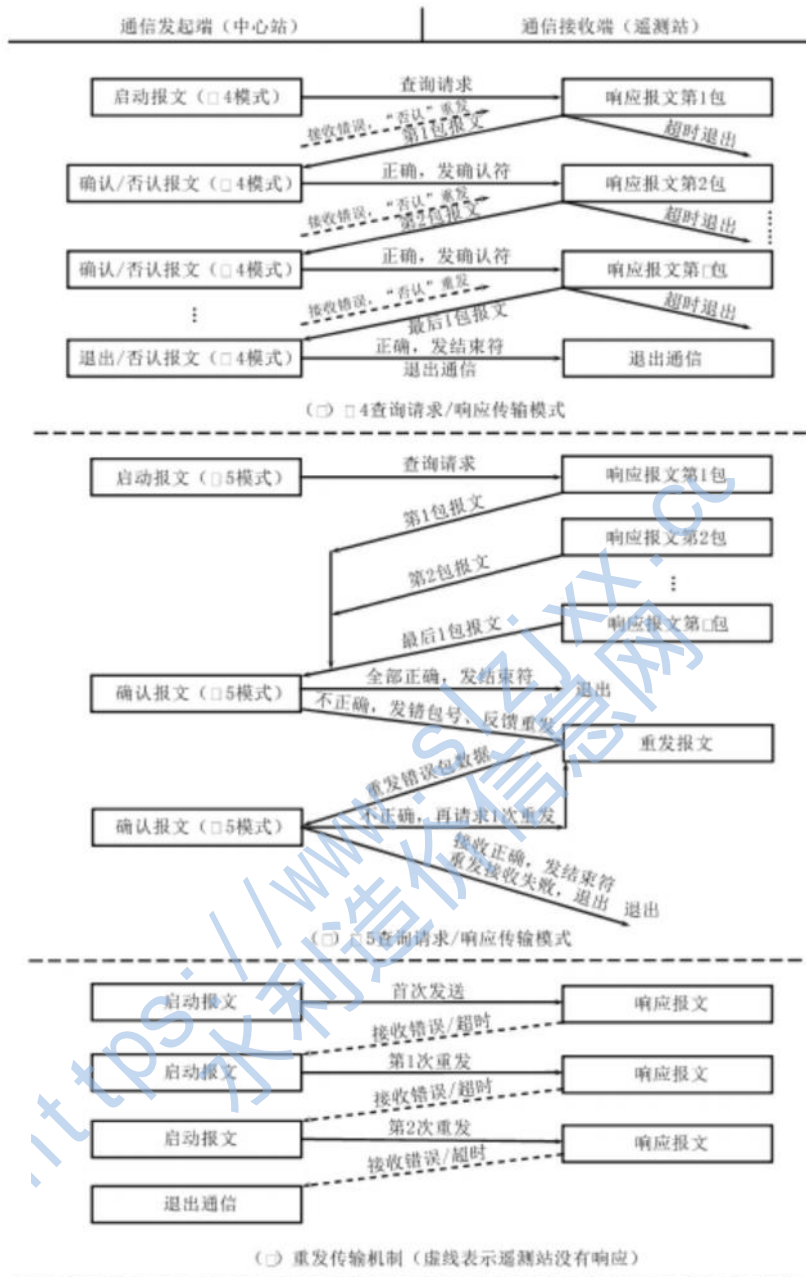 通信发起端（中心站） 通信接收端（遥测站）
启动报文（□4模式） 查询请求 响应报文第1包
接收错误，“否认”重发
第1包报文
超时退出
确认/否认报文（□4模式） 正确，发确认符 响应报文第2包
接收错误，“否认”重发
第2包报文
超时退出
确认/否认报文（□4模式） 正确，发确认符 响应报文第□包
接收错误，“否认”重发
最后1包报文
超时退出
退出/否认报文（□4模式） 正确，发结束符 退出通信
退出通信
（□）□4查询请求/响应传输模式
启动报文（□5模式） 查询请求 响应报文第1包
第1包报文
响应报文第2包
第2包报文
响应报文第□包
最后1包报文
确认报文（□5模式） 全部正确，发结束符 退出
不正确，发错包号、反馈重发
重发报文
重发错误包数据
确认报文（□5模式） 不正确，再请求1次重发
接收正确，发结束符
重发接收失败，退出 退出
（□）□5查询请求/响应传输模式
启动报文 首次发送 响应报文
接收错误/超时
启动报文 第1次重发 响应报文
接收错误/超时
启动报文 第2次重发 响应报文
接收错误/超时
退出通信
（□）重发传输机制（虚线表示遥测站没有响应）
https://www.slzjxx.co
水利造价信息网